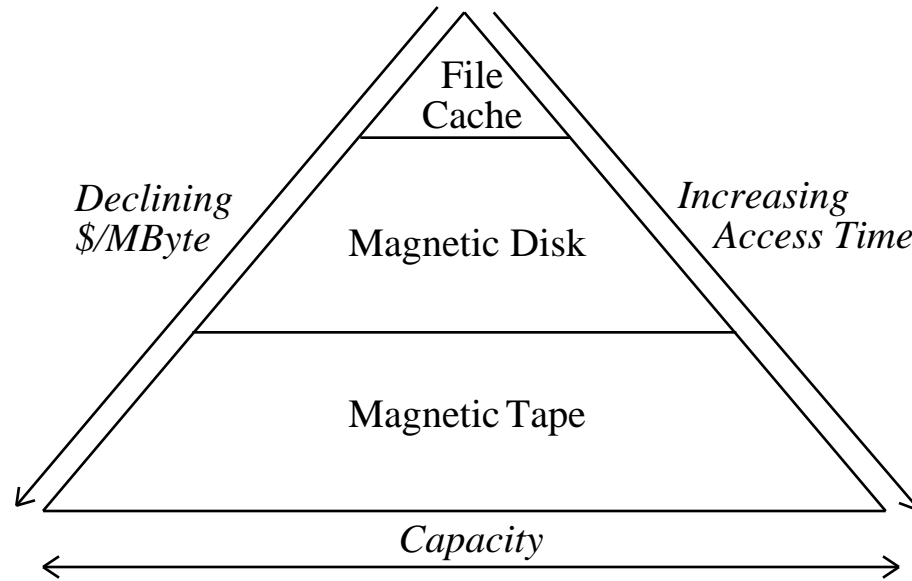 File
Cache
Declining
$/MByte
Increasing
Access Time
Magnetic Disk
Magnetic Tape
Capacity